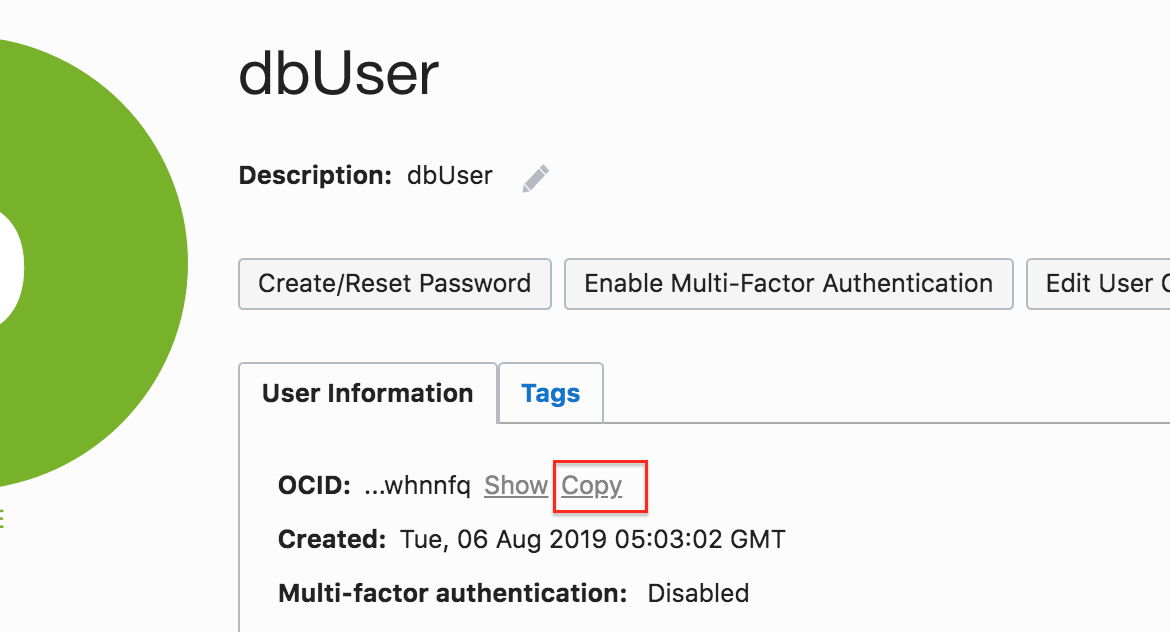 dbUser
Description: dbUser
Create/Reset Password Enable Multi-Factor Authentication Edit User
User Information Tags
OCID: ...whnnfq Show Copy
Created: Tue, 06 Aug 2019 05:03:02 GMT
Multi-factor authentication: Disabled